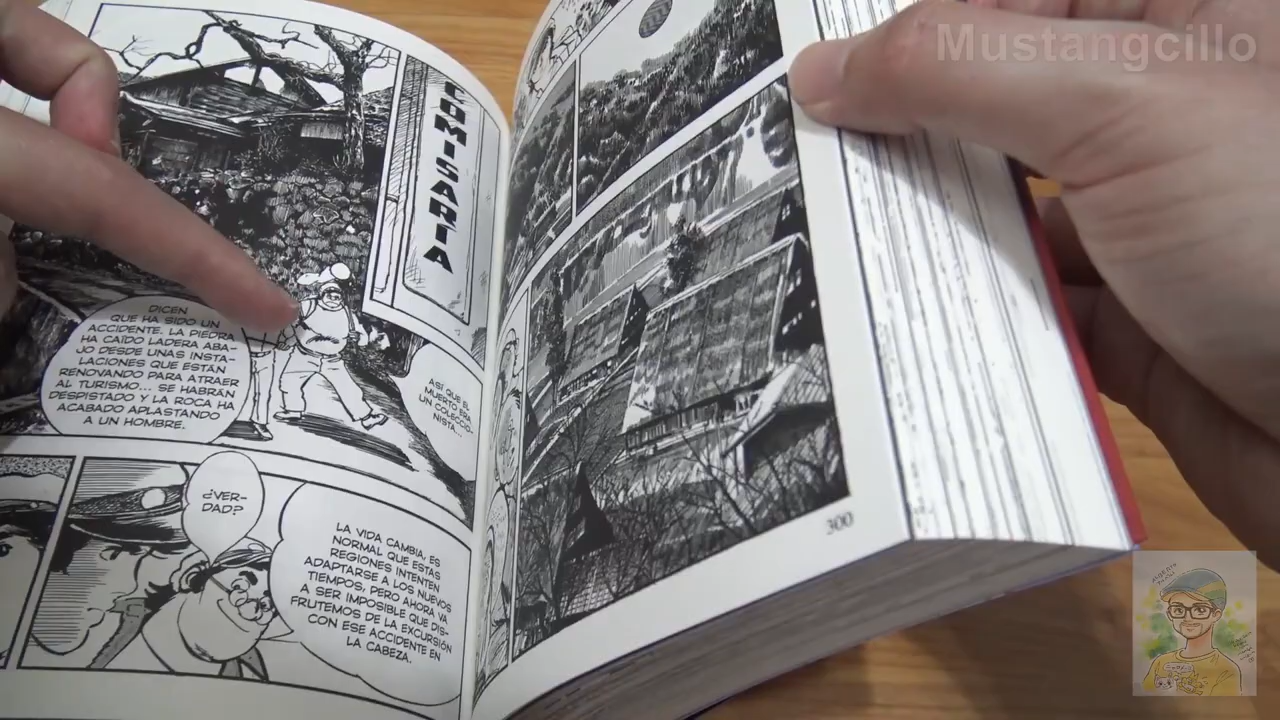 Mustangcillo
COMISARÍA
DICEN
QUE HA SIDO UN
ACCIDENTE. LA PIEDRA
HA CAÍDO LADERA ABA-
JO DESDE UNAS INSTA-
LACIONES QUE ESTÁN
RENOVANDO PARA ATRAER
AL TURISMO... SE HABRÁN
DESPISTADO Y LA ROCA HA
ACABADO APLASTANDO
A UN HOMBRE.
ASÍ QUE EL
MUERTO ERA
UN COLECCIO-
NISTA...
¿VER-
DAD?
LA VIDA CAMBIA, ES
NORMAL QUE ESTAS
REGIONES INTENTEN
ADAPTARSE A LOS NUEVOS
TIEMPOS, PERO AHORA VA
A SER IMPOSIBLE QUE DIS-
FRUTEMOS DE LA EXCURSIÓN
CON ESE ACCIDENTE EN
LA CABEZA.
300